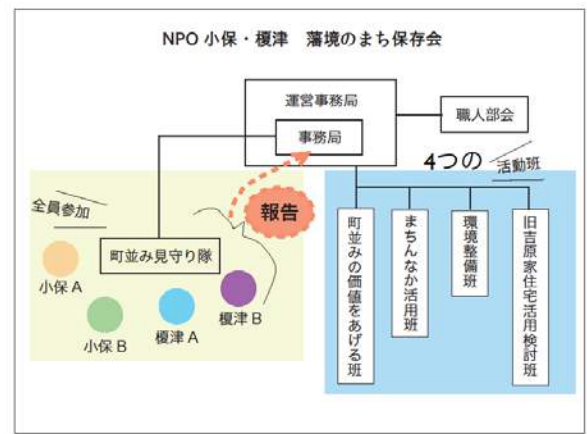 NPO 小保・榎津　藩境のまち保存会
運営事務局
事務局
職人部会
4つの
活動班
全員参加
報告
町並み見守り隊
小保 A
小保 B
榎津 A
榎津 B
町並みの価値をあげる班
まちんなか活用班
環境整備班
旧吉原家住宅活用検討班